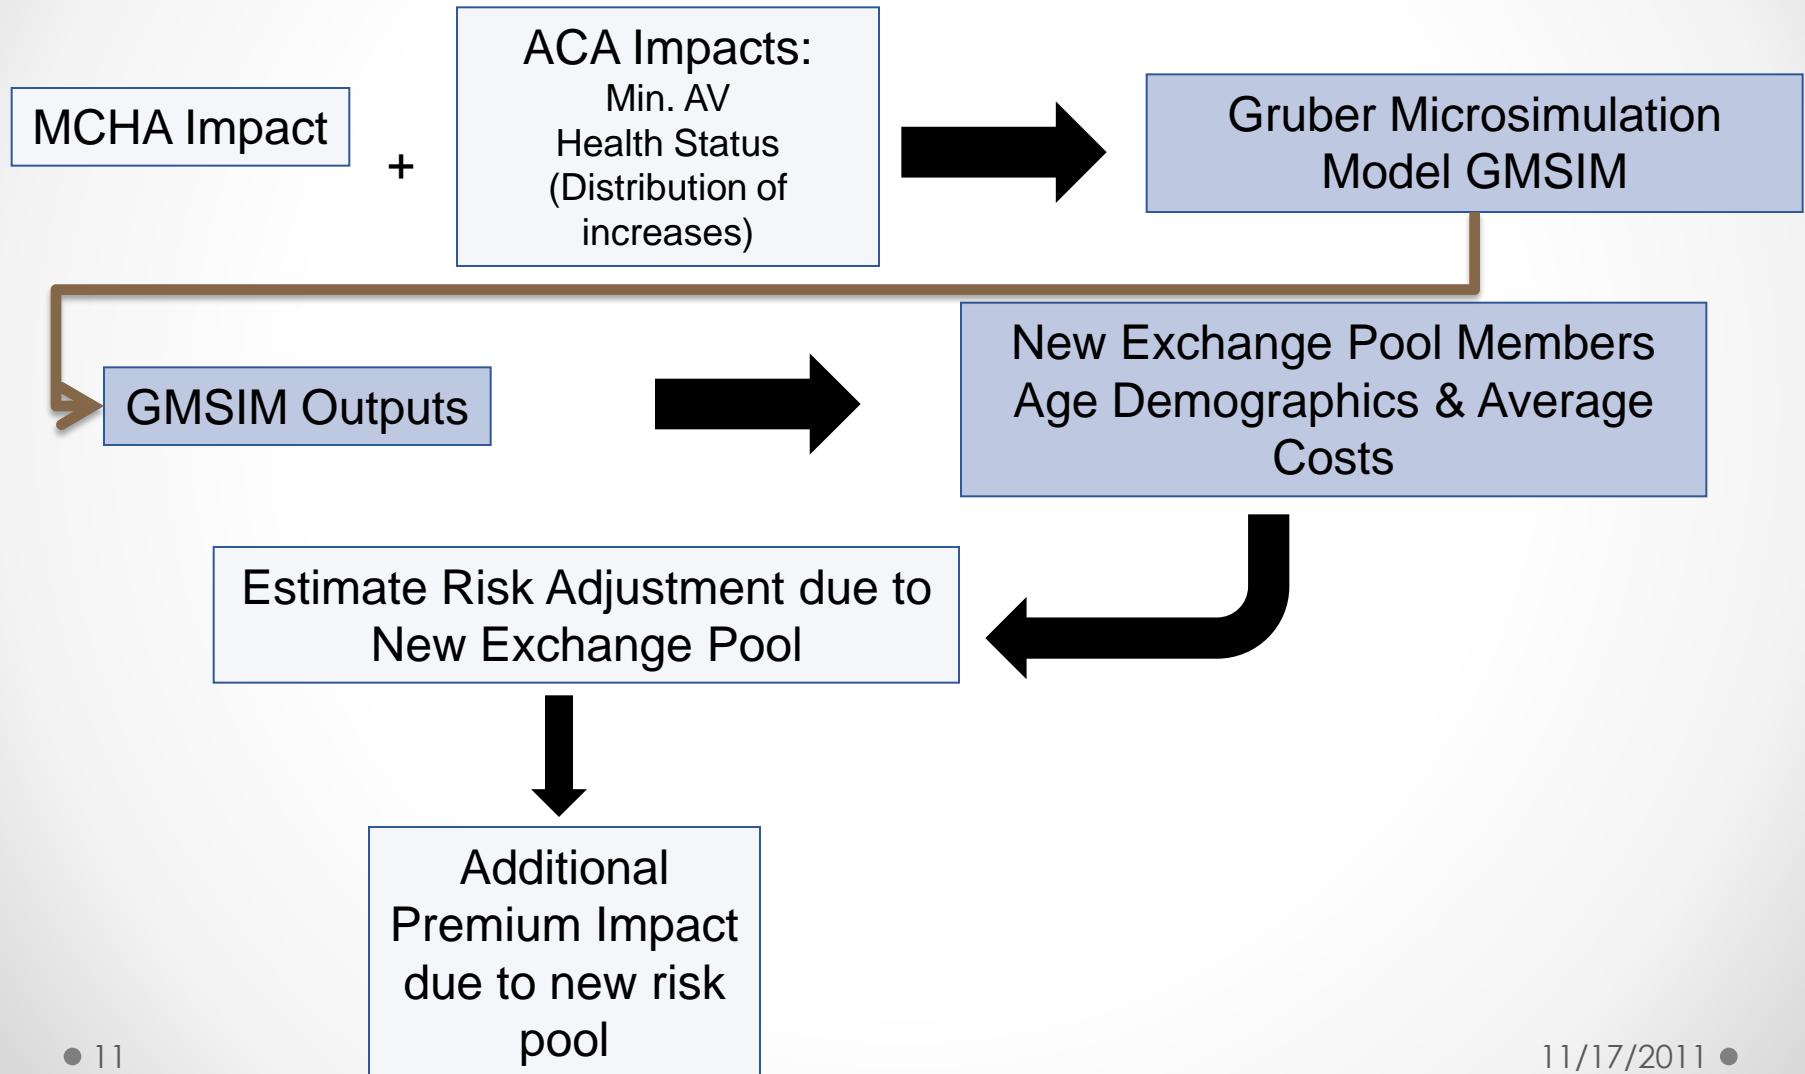 MCHA Impact
+
ACA Impacts:
Min. AV
Health Status
(Distribution of
increases)
Gruber Microsimulation
Model GMSIM
GMSIM Outputs
New Exchange Pool Members
Age Demographics & Average
Costs
Estimate Risk Adjustment due to
New Exchange Pool
Additional
Premium Impact
due to new risk
pool
11
11/17/2011